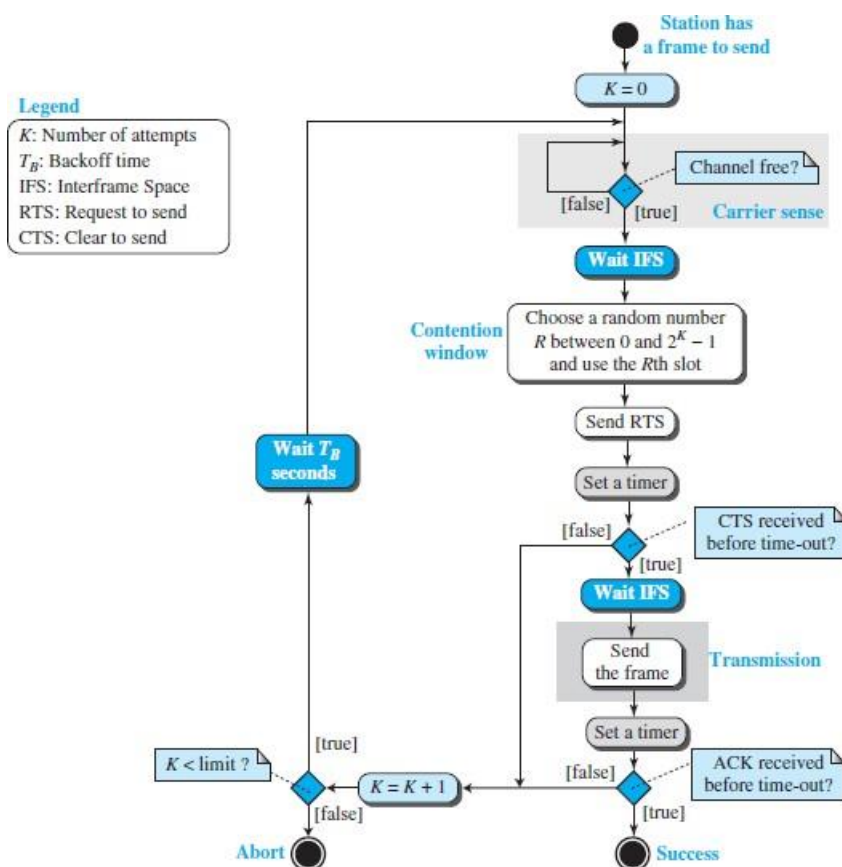 Station has
a frame to send
K = 0
Legend
K: Number of attempts
T_B: Backoff time
IFS: Interframe Space
RTS: Request to send
CTS: Clear to send
Channel free?
[false]
[true]
Carrier sense
Wait IFS
Contention
window
Choose a random number
R between 0 and 2^K – 1
and use the Rth slot
Send RTS
Wait T_B
seconds
Set a timer
[false]
CTS received
before time-out?
[true]
Wait IFS
Send
the frame
Transmission
Set a timer
[true]
K < limit ?
K = K + 1
[false]
ACK received
before time-out?
[false]
[true]
Abort
Success